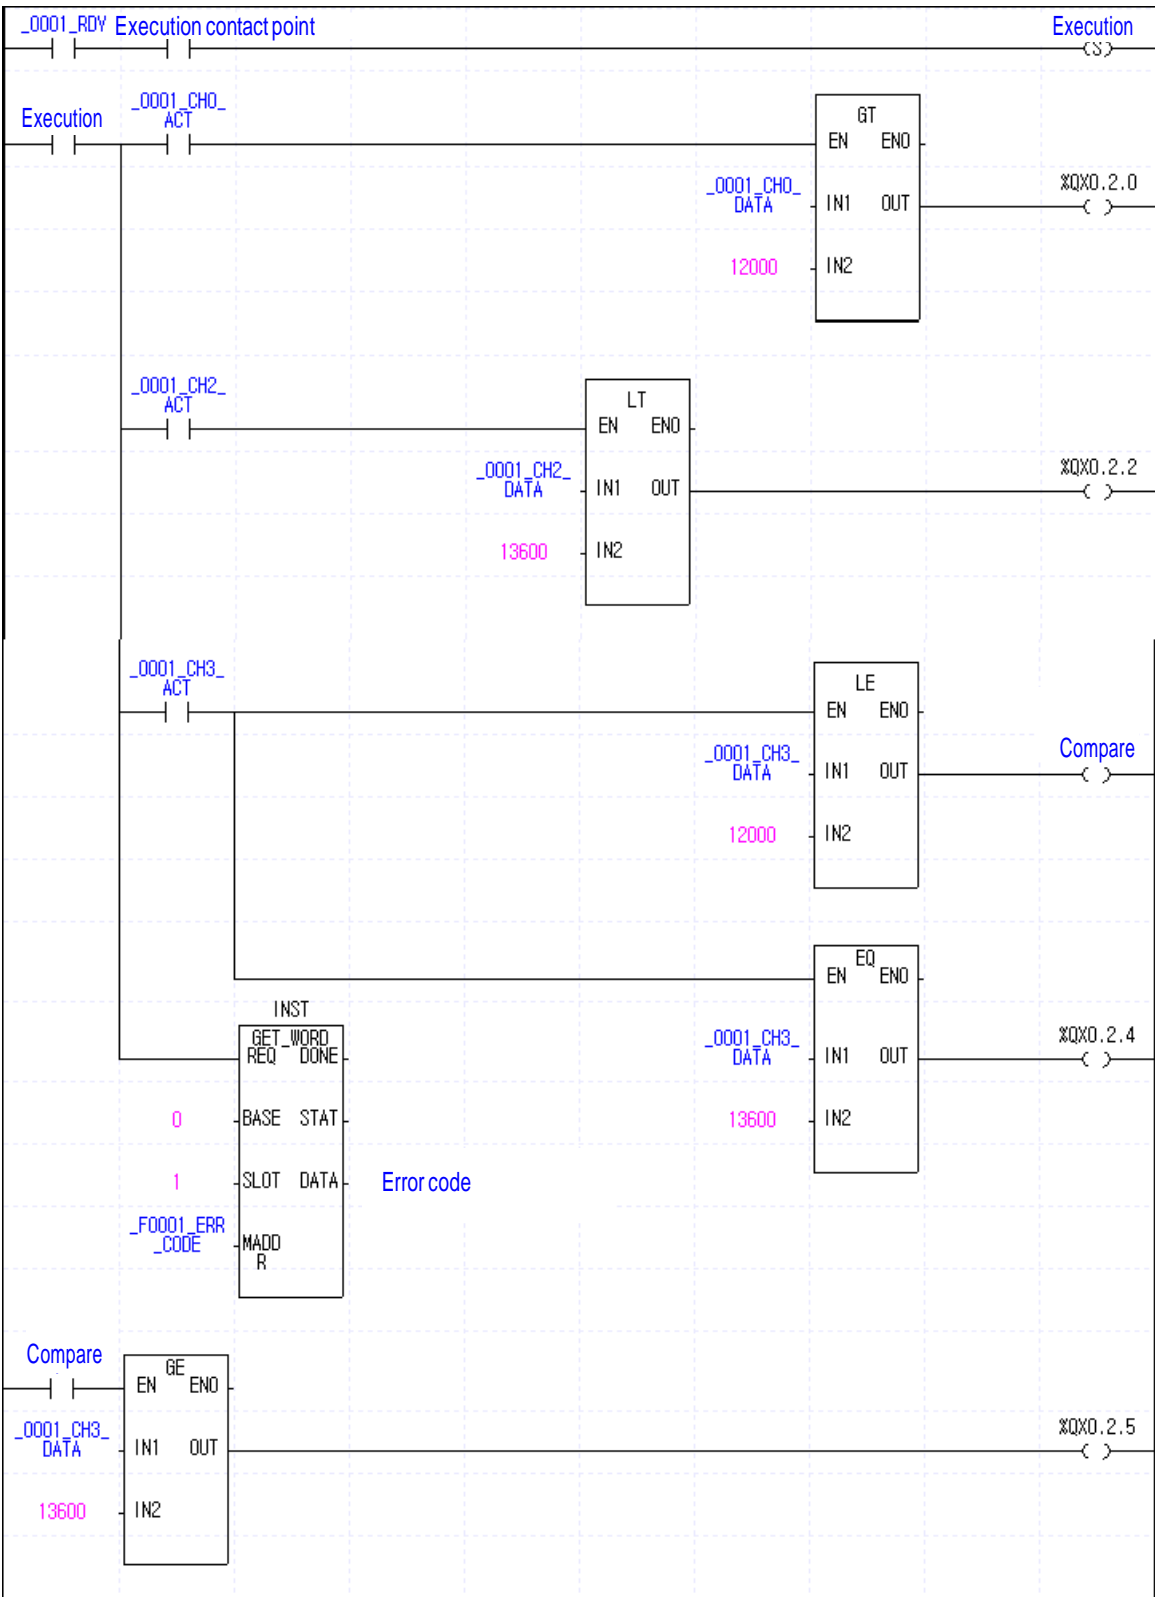 _0001_RDY Execution contact point Execution
(S)
Execution
_0001_CH0_
ACT
GT
EN ENO
_0001_CH0_
DATA
IN1 OUT
%QX0.2.0
12000
IN2
_0001_CH2_
ACT
LT
EN ENO
_0001_CH2_
DATA
IN1 OUT
%QX0.2.2
13600
IN2
_0001_CH3_
ACT
LE
EN ENO
_0001_CH3_
DATA
IN1 OUT
Compare
12000
IN2
EQ
EN ENO
INST
GET_WORD
REQ DONE
_0001_CH3_
DATA
IN1 OUT
%QX0.2.4
0
BASE STAT
13600
IN2
1
SLOT DATA
Error code
_F0001_ERR
_CODE
MADD
R
Compare
GE
EN ENO
_0001_CH3_
DATA
IN1 OUT
%QX0.2.5
13600
IN2